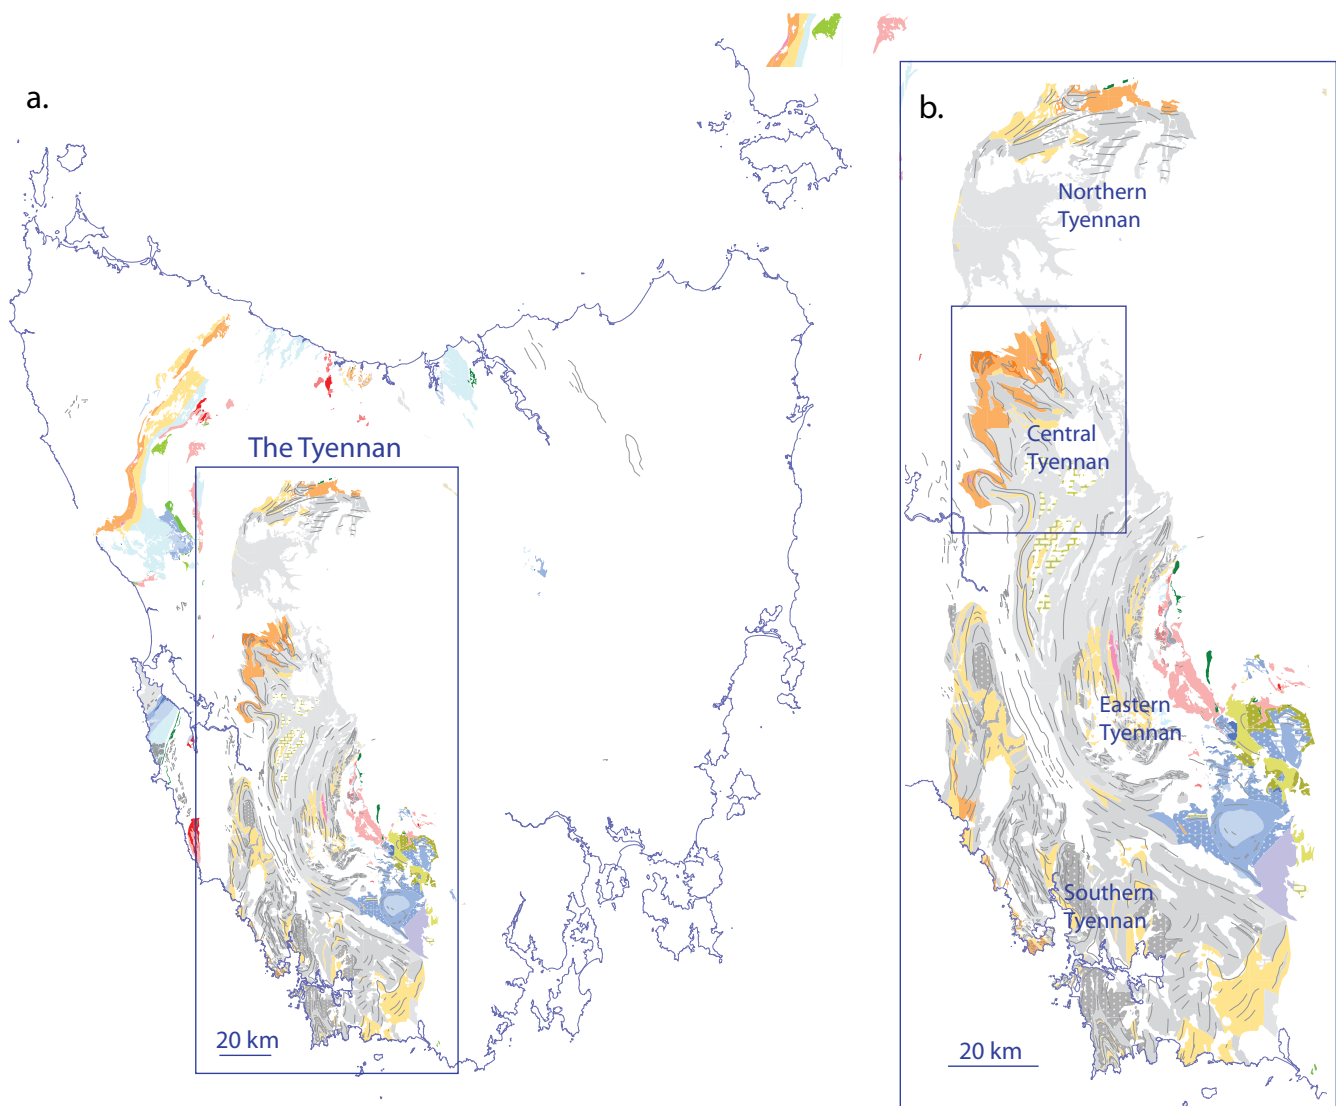 a.
b.
Northern
Tyennan
The Tyennan
Central
Tyennan
Eastern
Tyennan
Southern
Tyennan
20 km
20 km